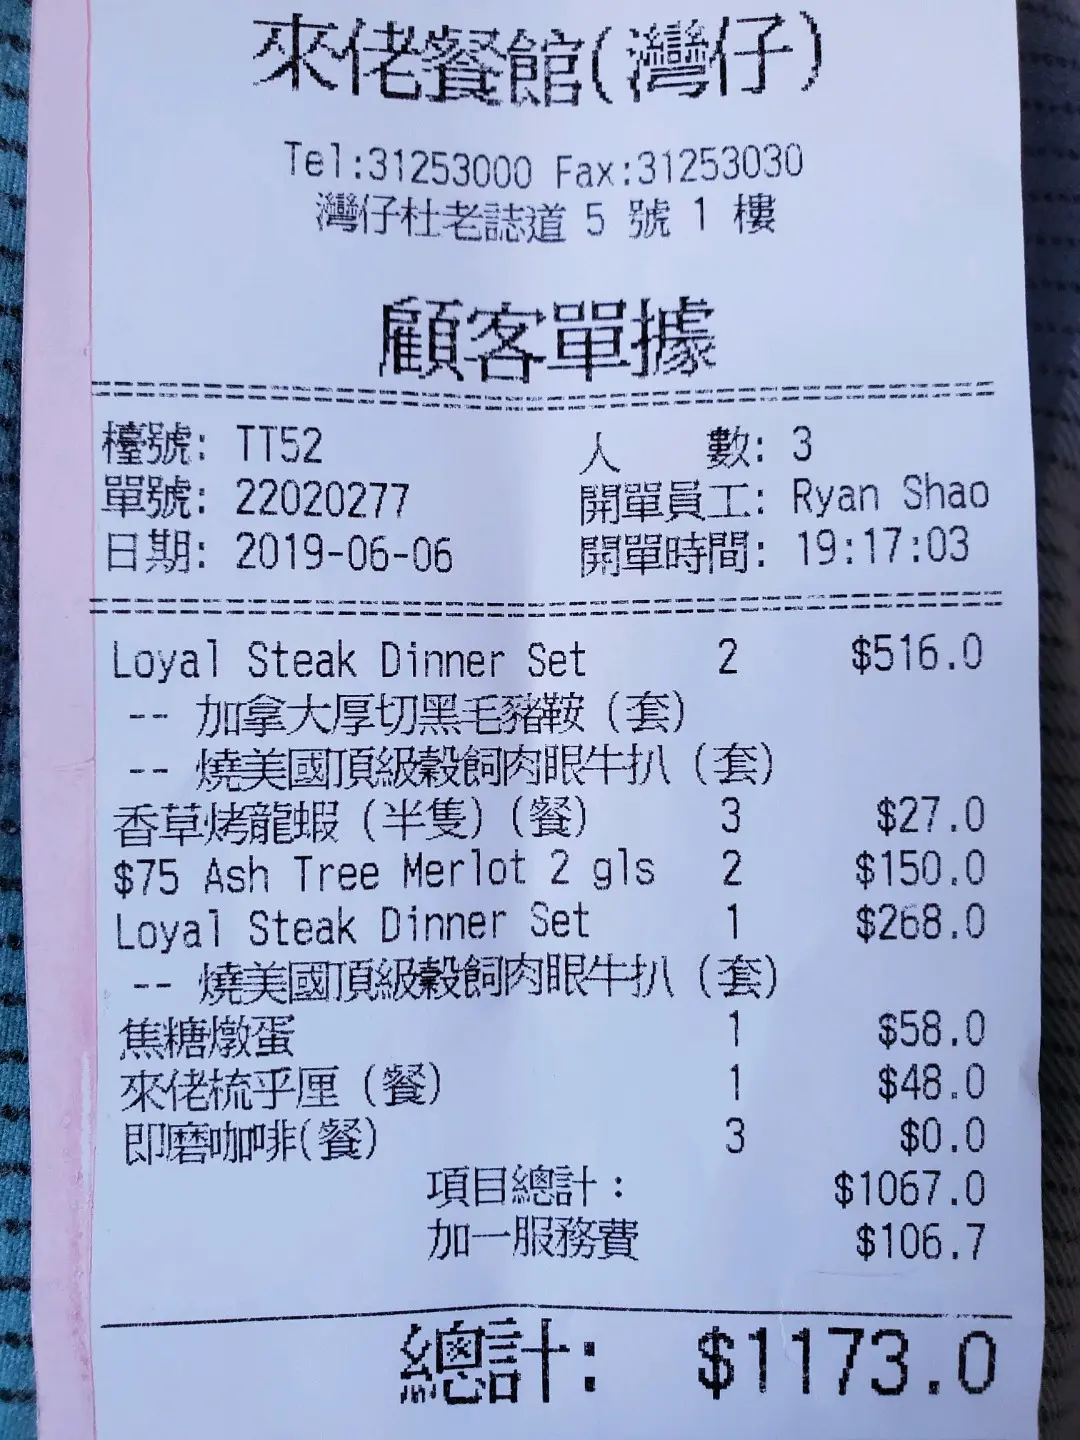 來佬餐館(灣仔)
Tel:31253000 Fax:31253030
灣仔杜老誌道 5 號 1 樓
顧客單據
檯號: TT52 人 數: 3
單號: 22020277 開單員工: Ryan Shao
日期: 2019-06-06 開單時間: 19:17:03
Loyal Steak Dinner Set 2 $516.0
-- 加拿大厚切黑毛豬鞍(套)
-- 燒美國頂級穀飼肉眼牛扒(套)
香草烤龍蝦(半隻)(餐) 3 $27.0
$75 Ash Tree Merlot 2 gls 2 $150.0
Loyal Steak Dinner Set 1 $268.0
-- 燒美國頂級穀飼肉眼牛扒(套)
焦糖燉蛋 1 $58.0
來佬梳乎厘(餐) 1 $48.0
即磨咖啡(餐) 3 $0.0
項目總計: $1067.0
加一服務費 $106.7
總計: $1173.0